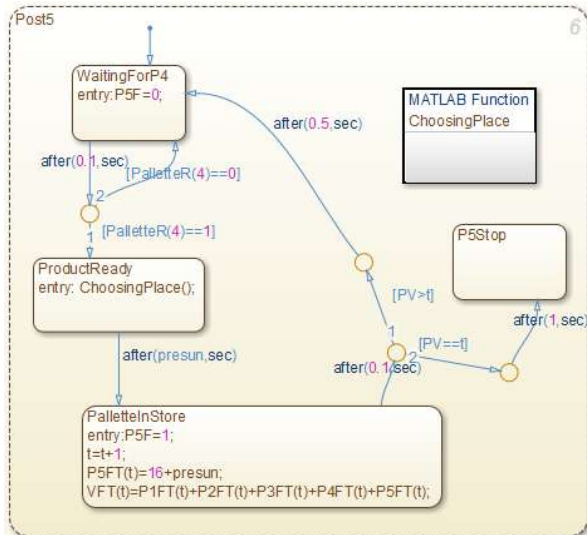 Post5
6
WaitingForP4
entry:P5F=0;
MATLAB Function
ChoosingPlace
after(0.5,sec)
after(0.1,sec)
[PalletteR(4)==0]
2
1
[PaletteR(4)==1]
P5Stop
ProductReady
entry: ChoosingPlace();
[PV>t]
after(1,sec)
1
2
[PV==t]
after(presun,sec)
after(0.1,sec)
PalletteInStore
entry:P5F=1;
t=t+1;
P5FT(t)=16+presun;
VFT(t)=P1FT(t)+P2FT(t)+P3FT(t)+P4FT(t)+P5FT(t);